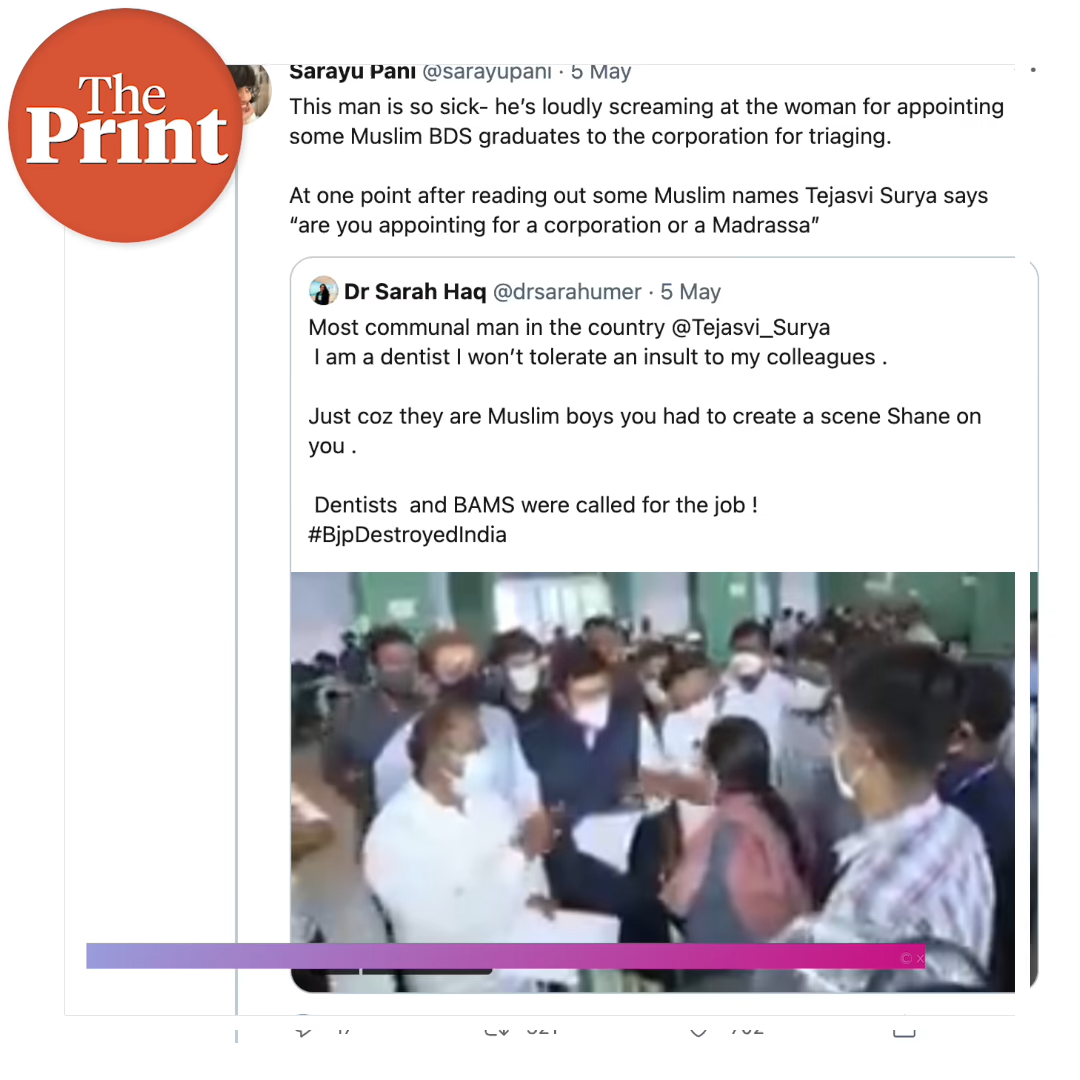 The
Print
Sarayu Pani @sarayupani · 5 May
This man is so sick- he's loudly screaming at the woman for appointing
some Muslim BDS graduates to the corporation for triaging.
At one point after reading out some Muslim names Tejasvi Surya says
“are you appointing for a corporation or a Madrassa”
Dr Sarah Haq @drsarahumer · 5 May
Most communal man in the country @Tejasvi_Surya
I am a dentist I won't tolerate an insult to my colleagues .
Just coz they are Muslim boys you had to create a scene Shane on
you .
Dentists and BAMS were called for the job !
#BjpDestroyedIndia